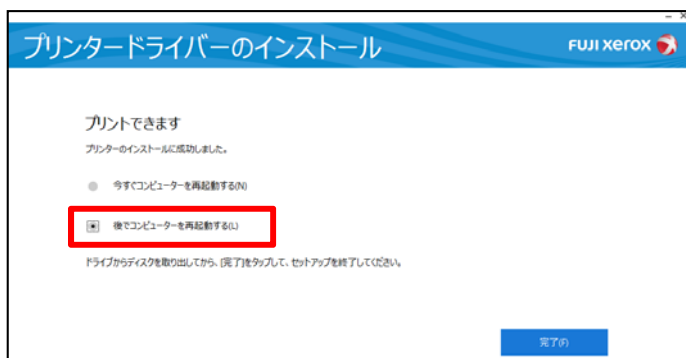 プリンタードライバーのインストール
FUJI XEROX
プリントできます
プリンターのインストールに成功しました。
今すぐコンピューターを再起動する(N)
後でコンピューターを再起動する(L)
ドライブからディスクを取り出してから、[完了]をタップして、セットアップを終了してください。
完了(F)